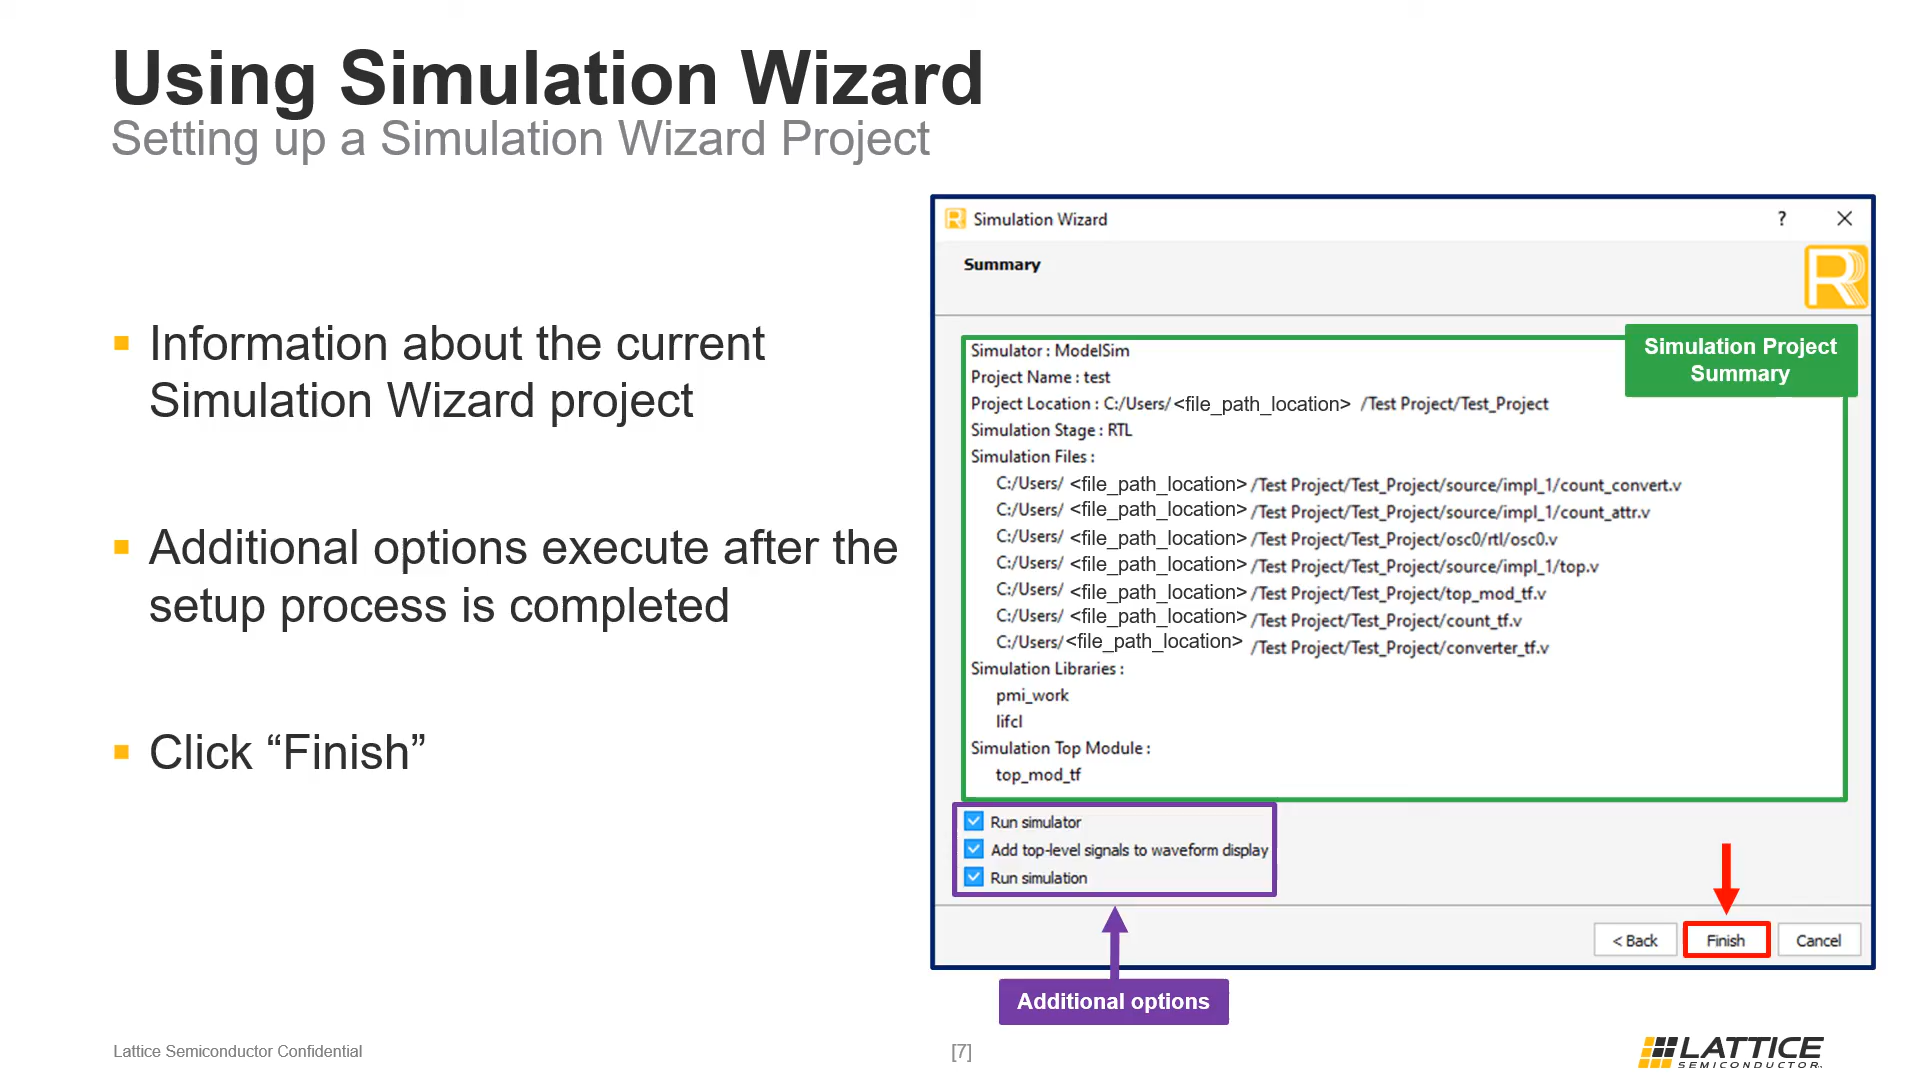 Using Simulation Wizard
Setting up a Simulation Wizard Project
Information about the current
Simulation Wizard project
Additional options execute after the
setup process is completed
Click “Finish”
Simulation Wizard
?
Summary
Simulation Project
Summary
Simulator : ModelSim
Project Name : test
Project Location : C:/Users/ <file_path_location> /Test Project/Test_Project
Simulation Stage : RTL
Simulation Files :
C:/Users/ <file_path_location> /Test Project/Test_Project/source/impl_1/count_convert.v
C:/Users/ <file_path_location> /Test Project/Test_Project/source/impl_1/count_attr.v
C:/Users/ <file_path_location> /Test Project/Test_Project/osc0/rtl/osc0.v
C:/Users/ <file_path_location> /Test Project/Test_Project/source/impl_1/top.v
C:/Users/ <file_path_location> /Test Project/Test_Project/top_mod_tf.v
C:/Users/ <file_path_location> /Test Project/Test_Project/count_tf.v
C:/Users/ <file_path_location> /Test Project/Test_Project/converter_tf.v
Simulation Libraries :
pmi_work
lifcl
Simulation Top Module :
top_mod_tf
Run simulator
Add top-level signals to waveform display
Run simulation
< Back
Finish
Cancel
Additional options
Lattice Semiconductor Confidential
[7]
LATTICE
SEMICONDUCTOR